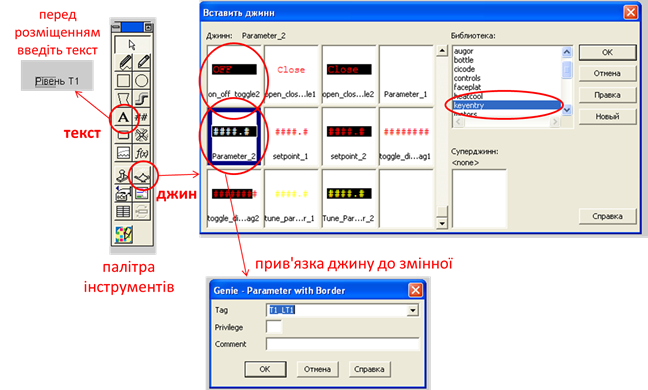 перед
розміщенням
введіть текст
Рівень Т1
A
##
f(x)
текст
джин
палітра
інструментів
Вставить джинн
Джинн: Parameter_2
OFF
Close
Close
on_off_toggle2
open_clos...le1
open_clos...le2
Parameter_1
####.#
####.#
####.#
########
Parameter_2
setpoint_1
setpoint_2
toggle_di...ag1
########
####.#
####.#
toggle_di...ag2
tune_par...r_1
Tune_Par...r_2
Библиотека:
augor
bottle
cicode
controls
faceplat
heatcool
keyentry
motors
Суперджинн:
<none>
OK
Отмена
Правка
Новый
Справка
прив'язка джину до змінної
Genie - Parameter with Border
Tag
T1_LT1
Privilege
Comment
OK
Отмена
Справка